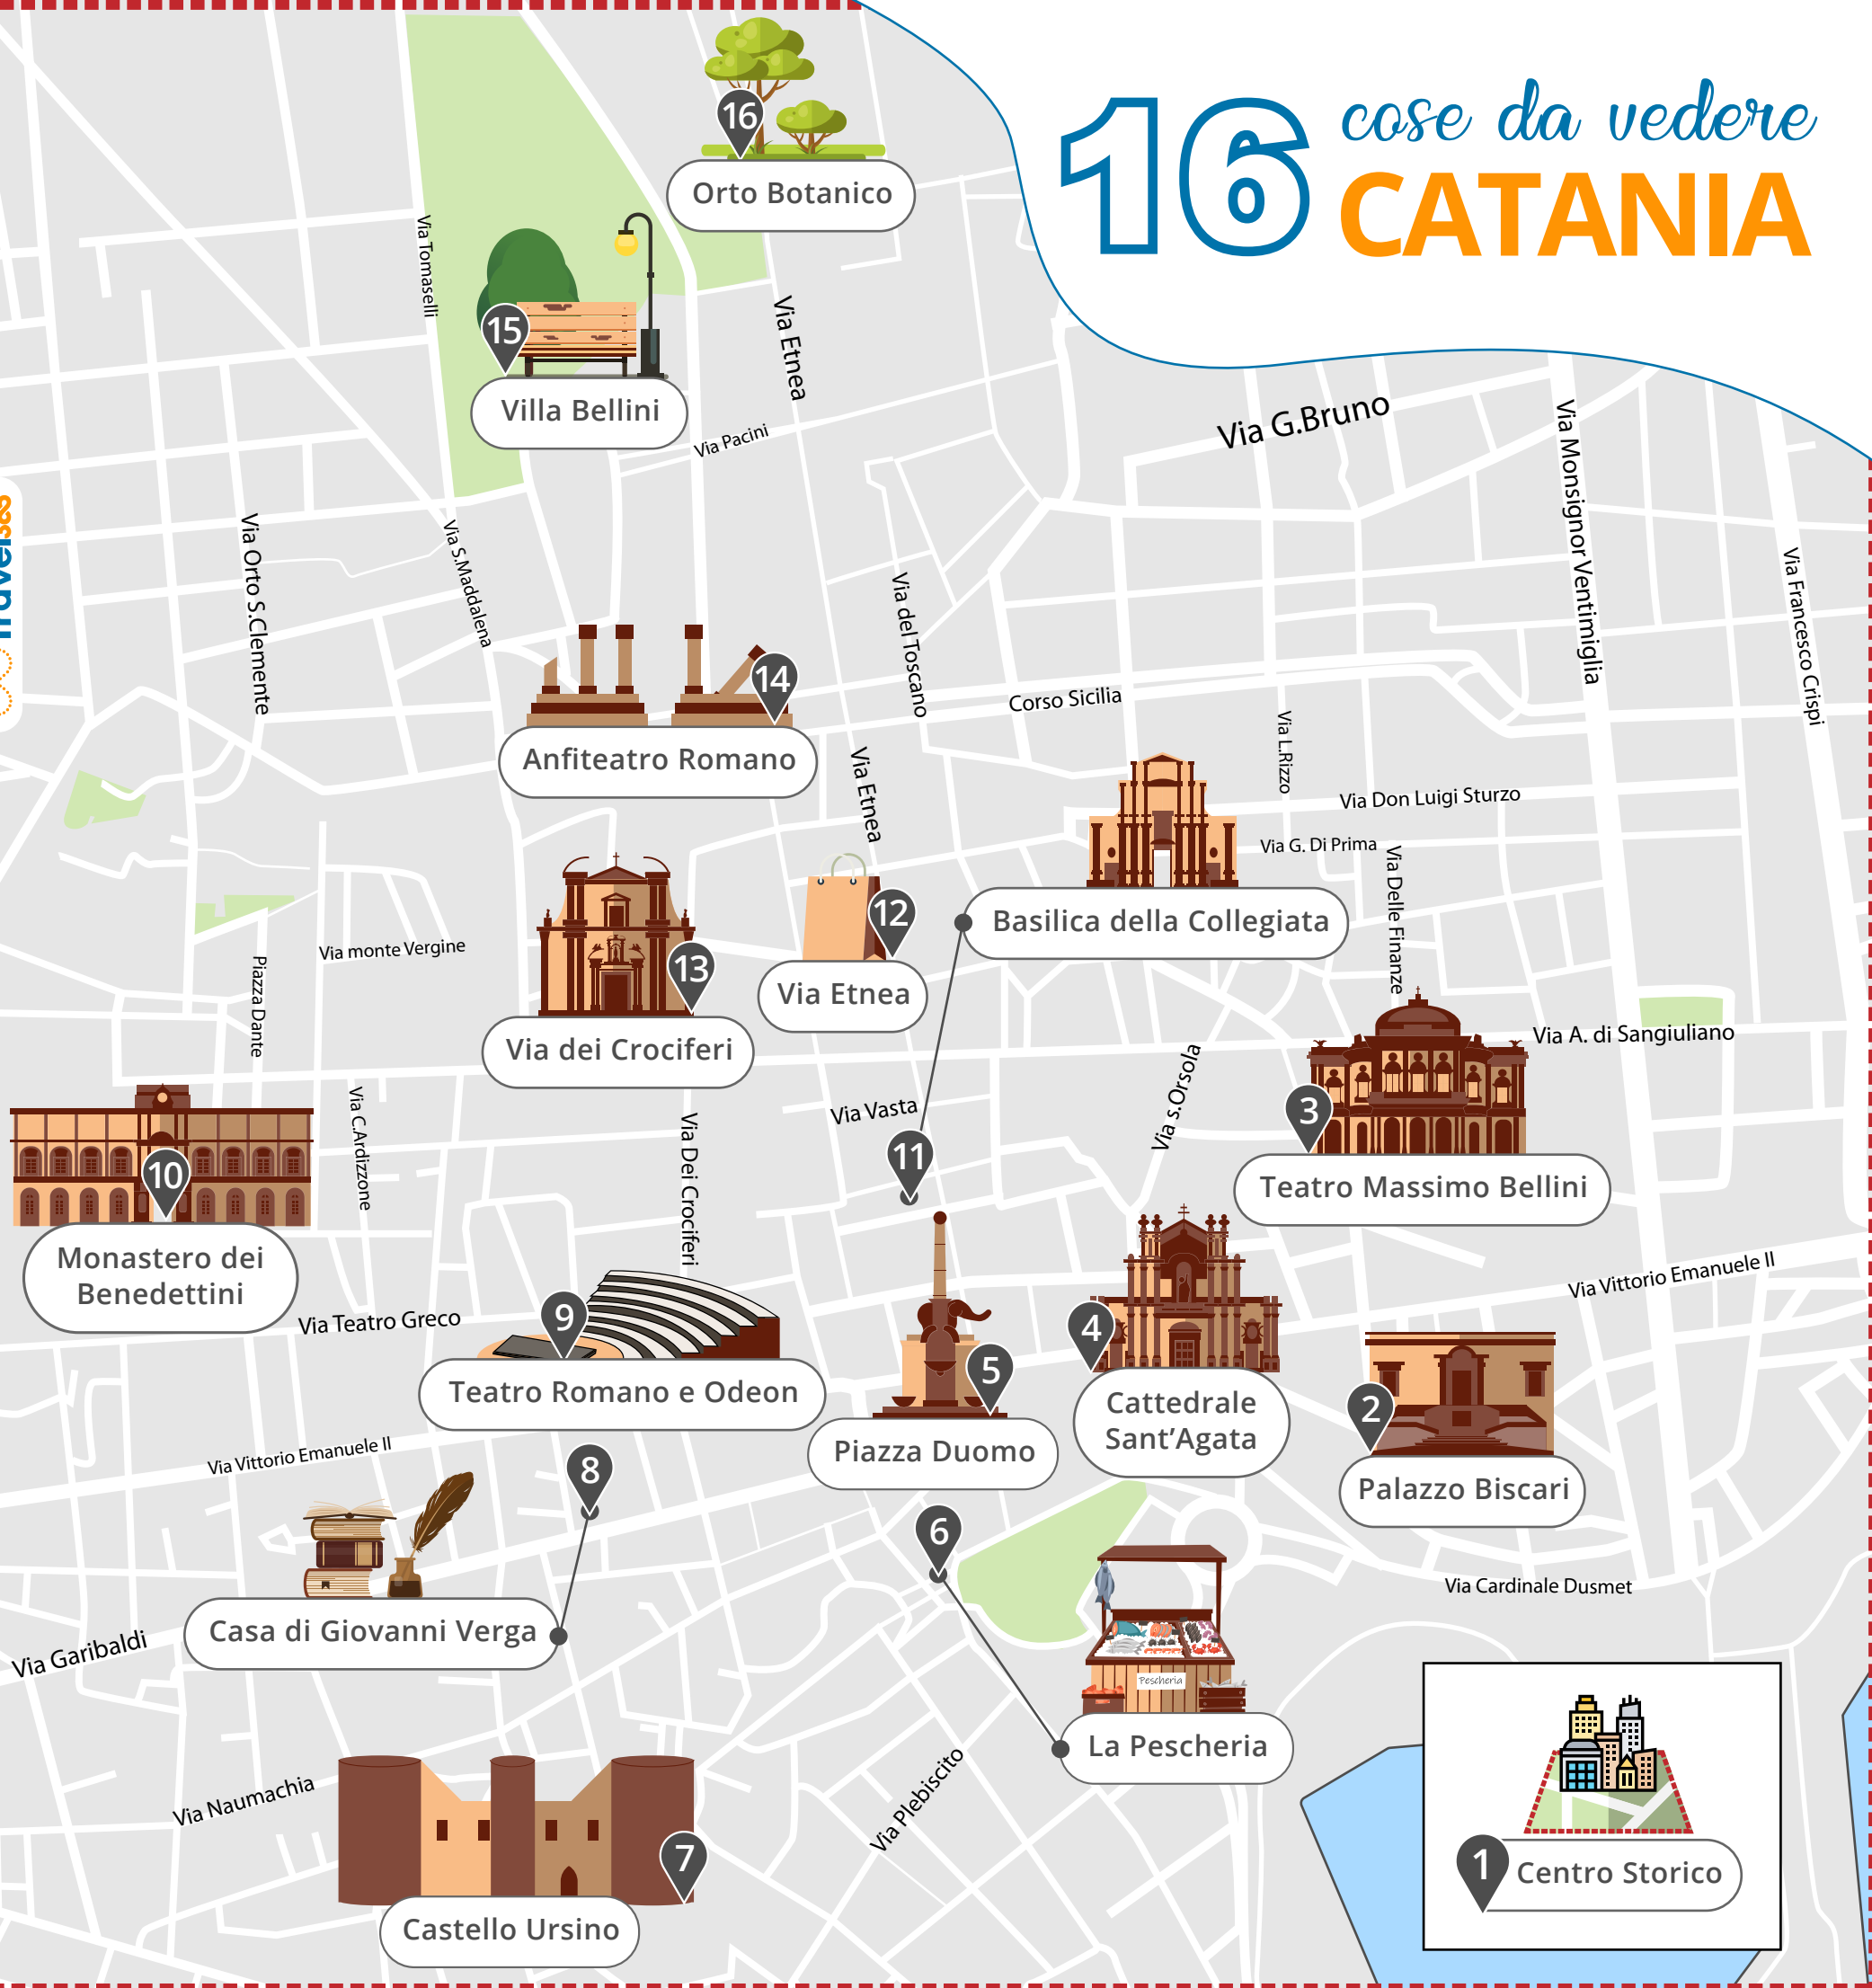 16
cose da vedere
CATANIA
16
Orto Botanico
Via Tomaselli
15
Villa Bellini
Via Etnea
Via Pacini
Via G.Bruno
Via Monsignor Ventimiglia
Via Francesco Crispi
Via Orto S.Clemente
Via S.Maddalena
Via del Toscano
14
Anfiteatro Romano
Corso Sicilia
Via L.Rizzo
Via Etnea
Via Don Luigi Sturzo
Via G. Di Prima
Via Delle Finanze
12
Via Etnea
Basilica della Collegiata
13
Via dei Crociferi
Via monte Vergine
Piazza Dante
Via A. di Sangiuliano
Via s.Orsola
Via Vasta
11
3
Teatro Massimo Bellini
10
Monastero dei
Benedettini
Via C.Ardizzone
Via Dei Crociferi
Via Vittorio Emanuele II
Via Teatro Greco
9
Teatro Romano e Odeon
5
Piazza Duomo
4
Cattedrale
Sant'Agata
2
Palazzo Biscari
Via Vittorio Emanuele II
8
6
Casa di Giovanni Verga
Via Cardinale Dusmet
Via Garibaldi
Pescheria
La Pescheria
Via Naumachia
Via Plebiscito
7
Castello Ursino
1
Centro Storico